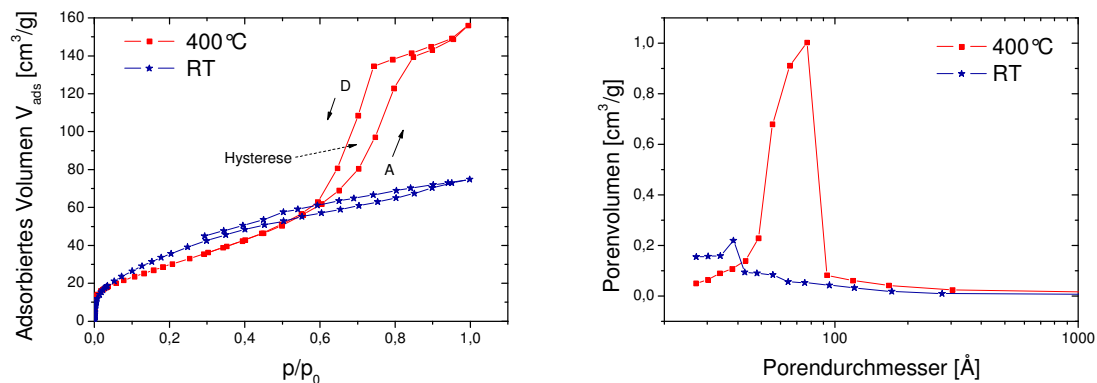 Adsorbiertes Volumen V_ads [cm³/g]
160
140
120
100
80
60
40
20
0
400°C
RT
D
Hysterese
A
0,0 0,2 0,4 0,6 0,8 1,0
p/p₀
Porenvolumen [cm³/g]
1,0
0,8
0,6
0,4
0,2
0,0
400°C
RT
100 1000
Porendurchmesser [Å]